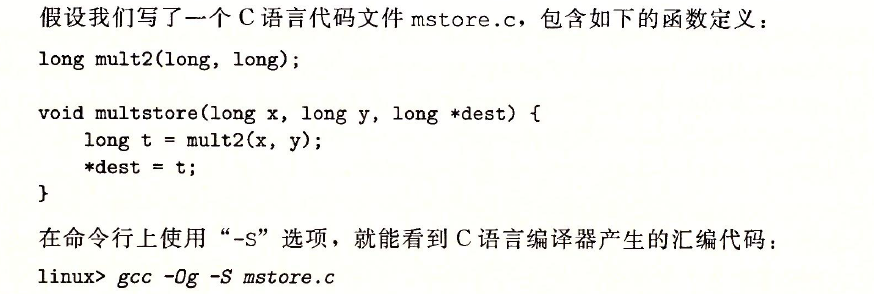 假设我们写了一个 C 语言代码文件 mstore.c，包含如下的函数定义：
long mult2(long, long);
void multstore(long x, long y, long *dest) {
    long t = mult2(x, y);
    *dest = t;
}
在命令行上使用“-S”选项，就能看到 C 语言编译器产生的汇编代码：
linux> gcc -Og -S mstore.c